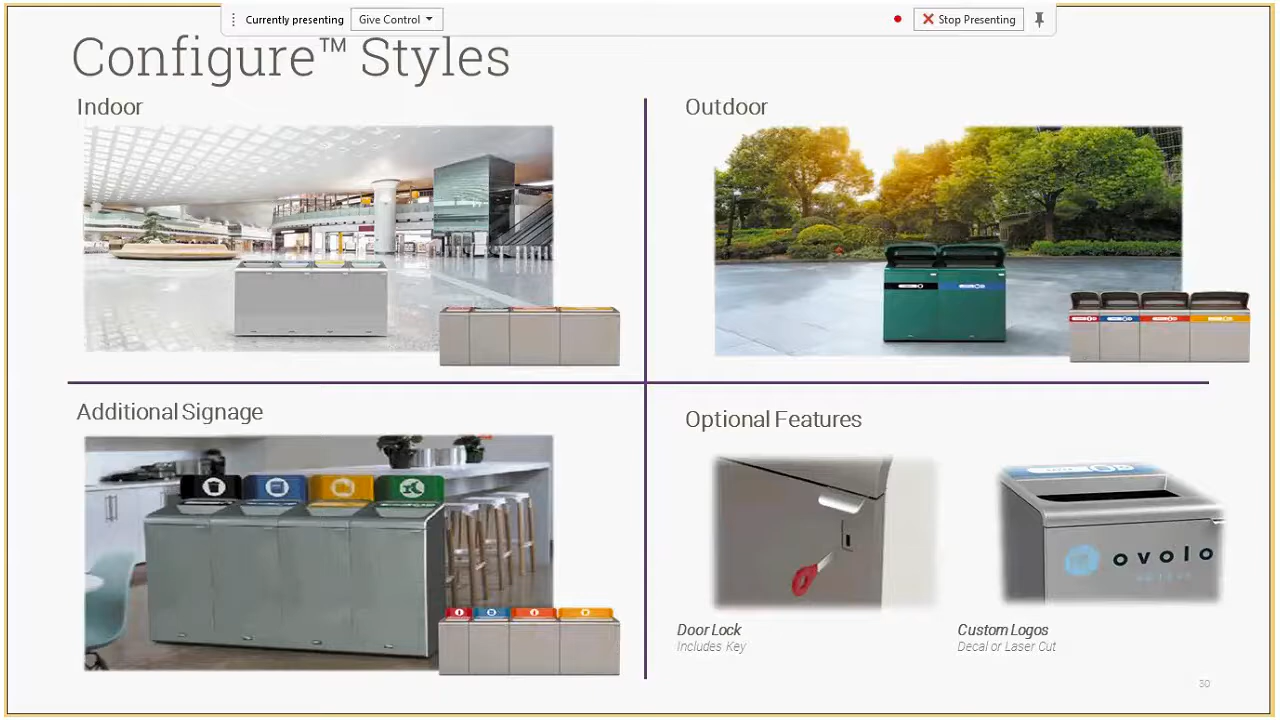 Currently presenting
Give Control
Stop Presenting
Configure™ Styles
Indoor
Outdoor
Additional Signage
Optional Features
ovolo
Door Lock
Includes Key
Custom Logos
Decal or Laser Cut
30